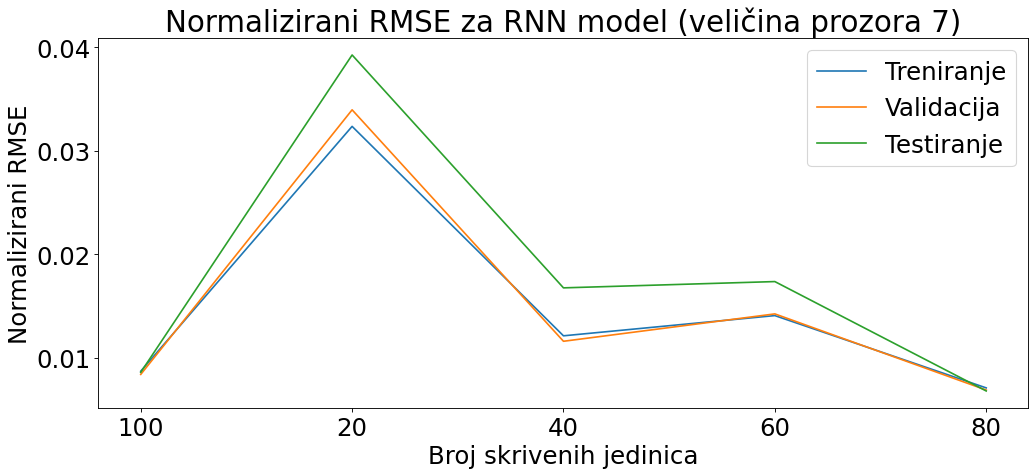 Normalizirani RMSE za RNN model (veličina prozora 7)
Normalizirani RMSE
0.04
0.03
0.02
0.01
Treniranje
Validacija
Testiranje
100 20 40 60 80
Broj skrivenih jedinica